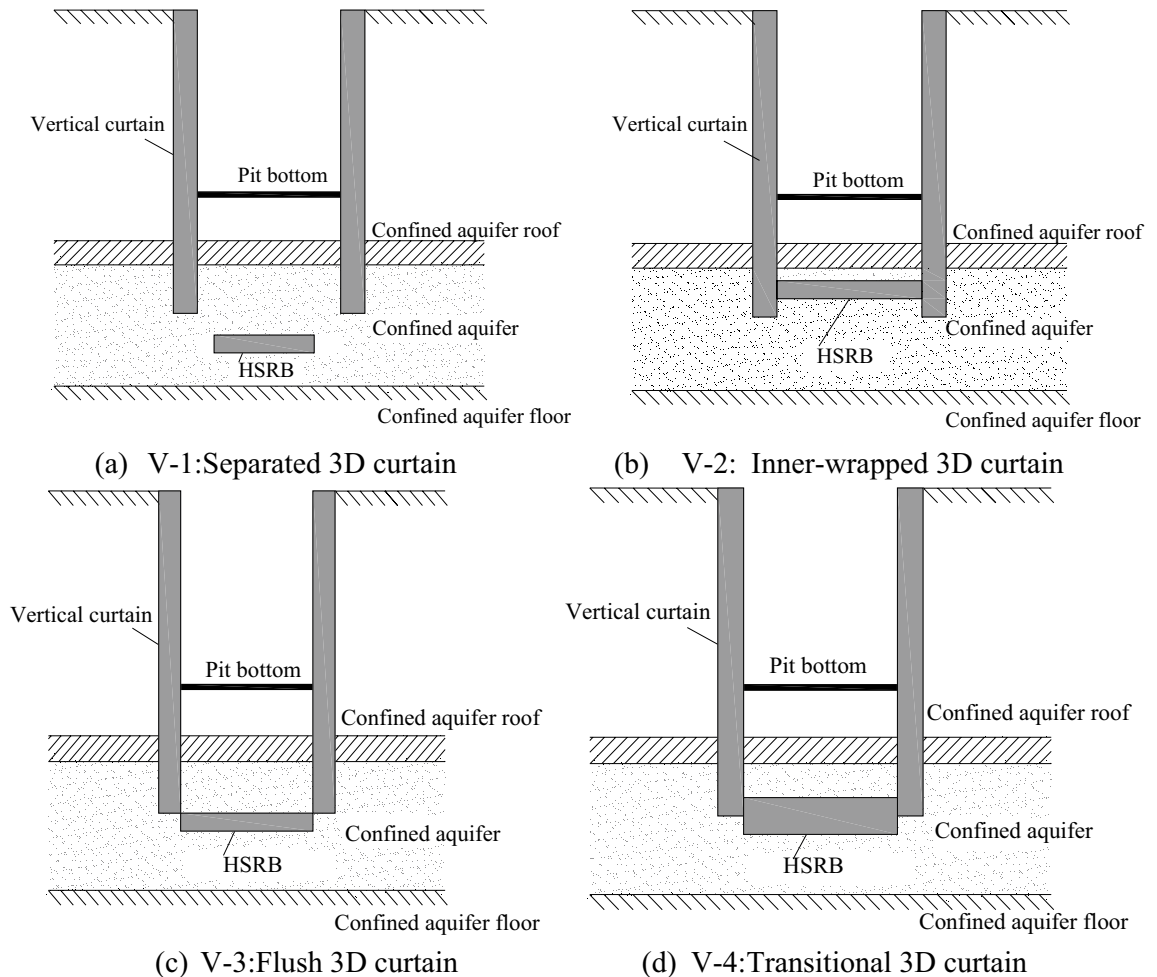 Vertical curtain
Pit bottom
Confined aquifer roof
Confined aquifer
HSRB
Confined aquifer floor
(a) V-1:Separated 3D curtain
Vertical curtain
Pit bottom
Confined aquifer roof
Confined aquifer
HSRB
Confined aquifer floor
(b) V-2: Inner-wrapped 3D curtain
Vertical curtain
Pit bottom
Confined aquifer roof
Confined aquifer
HSRB
Confined aquifer floor
(c) V-3:Flush 3D curtain
Vertical curtain
Pit bottom
Confined aquifer roof
Confined aquifer
HSRB
Confined aquifer floor
(d) V-4:Transitional 3D curtain